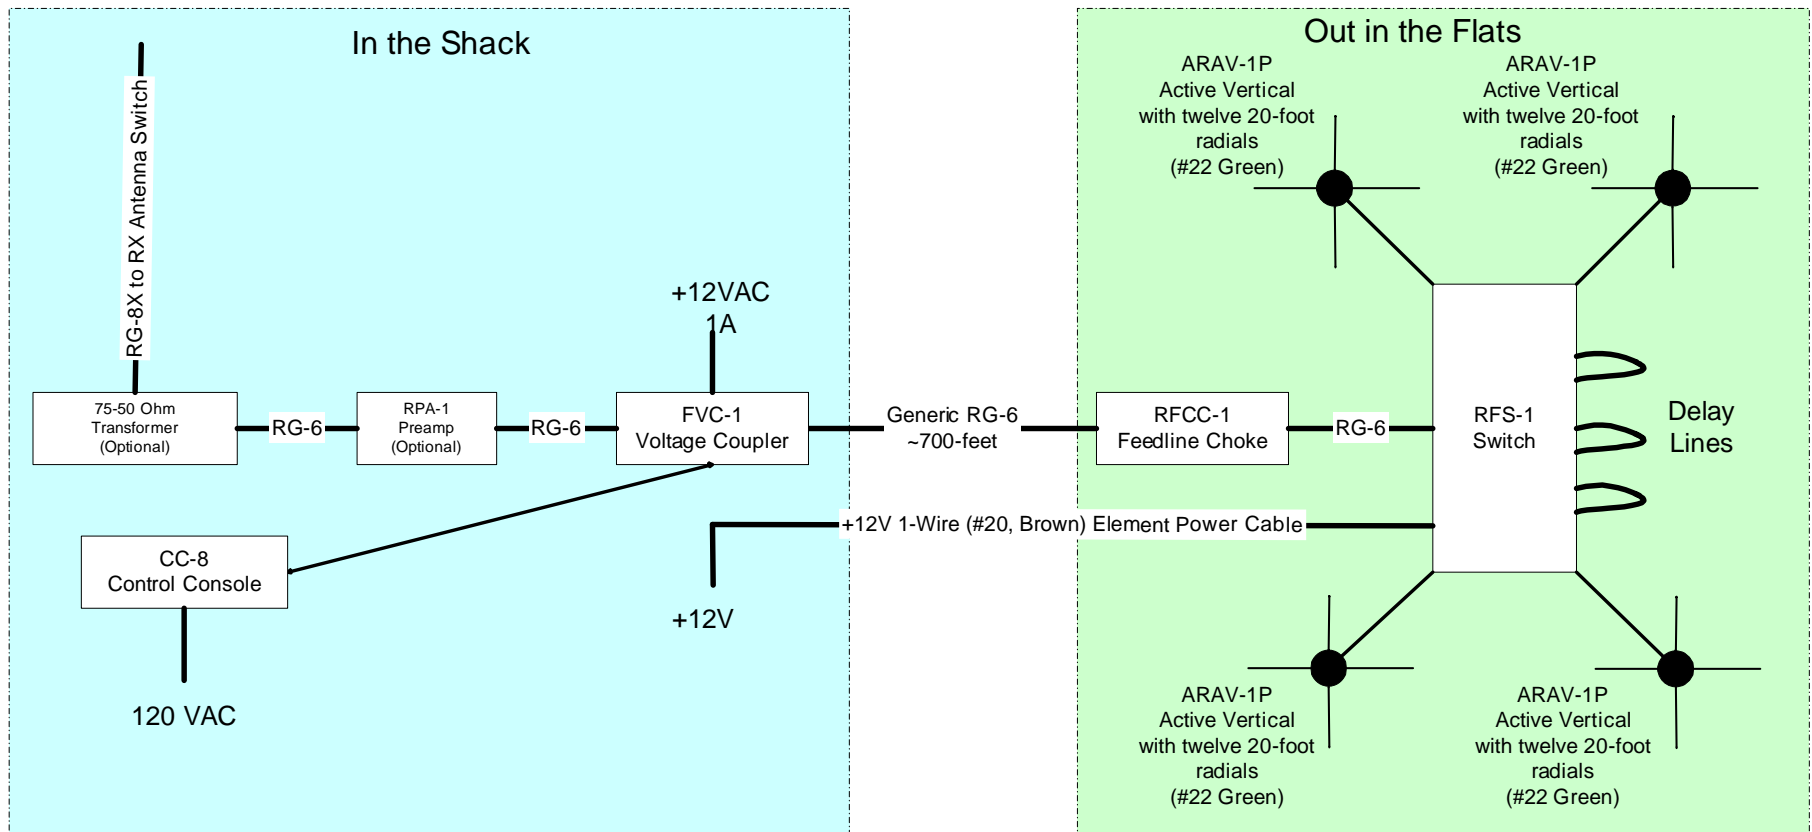 In the Shack
RG-8X to RX Antenna Switch
+12VAC
1A
75-50 Ohm
Transformer
(Optional)
RG-6
RPA-1
Preamp
(Optional)
RG-6
FVC-1
Voltage Coupler
CC-8
Control Console
120 VAC
+12V
Generic RG-6
~700-feet
+12V 1-Wire (#20, Brown) Element Power Cable
Out in the Flats
ARAV-1P
Active Vertical
with twelve 20-foot
radials
(#22 Green)
ARAV-1P
Active Vertical
with twelve 20-foot
radials
(#22 Green)
RFCC-1
Feedline Choke
RG-6
RFS-1
Switch
Delay
Lines
ARAV-1P
Active Vertical
with twelve 20-foot
radials
(#22 Green)
ARAV-1P
Active Vertical
with twelve 20-foot
radials
(#22 Green)